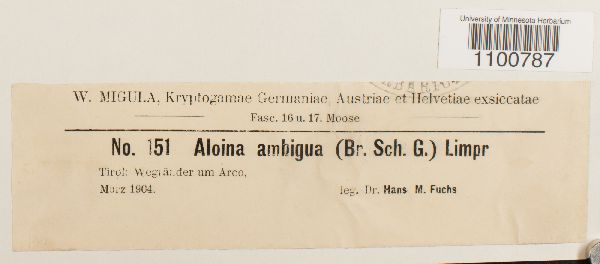 University of Minnesota Herbarium
1100787
W. MIGULA, Kryptogamae Germaniae, Austriae et Helvetiae exsiccatae
Fasc. 16 u. 17. Moose
No. 151 Aloina ambigua (Br. Sch. G.) Limpr
Tirol: Wegränder um Arco,
März 1904. leg. Dr. Hans M. Fuchs